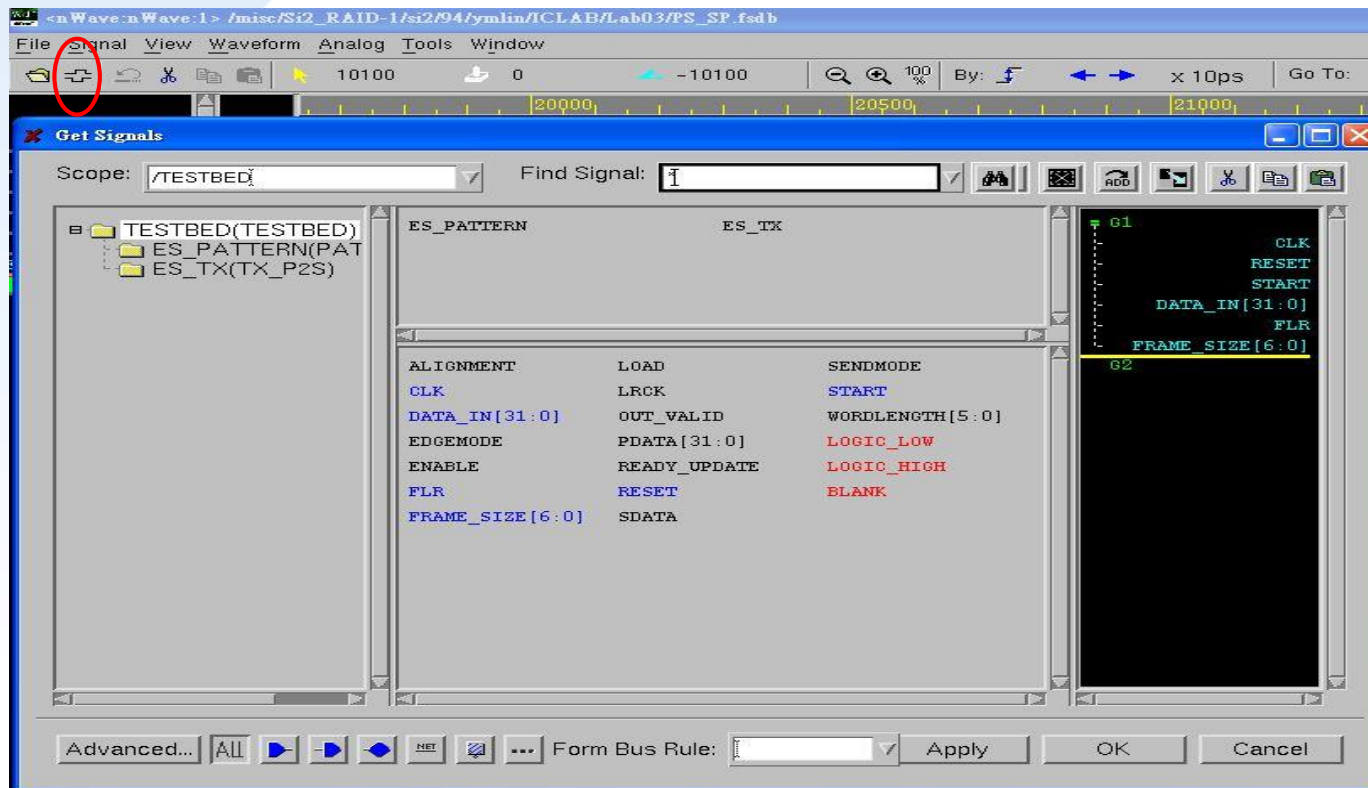 <nWave:nWave:1> /misc/Si2_RAID-1/si2/94/ymlin/ICLAB/Lab03/PS_SP.fsdb
File Signal View Waveform Analog Tools Window
10100 0 -10100 100% By: x 10ps Go To:
20000 20500 21000
Get Signals
Scope: /TESTBED Find Signal: ADD
TESTBED(TESTBED)
ES_PATTERN(PAT
ES_TX(TX_P2S)
ES_PATTERN ES_TX
ALIGNMENT LOAD SENDMODE
CLK LRCK START
DATA_IN[31:0] OUT_VALID WORDLENGTH[5:0]
EDGEMODE PDATA[31:0] LOGIC_LOW
ENABLE READY_UPDATE LOGIC_HIGH
FLR RESET BLANK
FRAME_SIZE[6:0] SDATA
G1
CLK
RESET
START
DATA_IN[31:0]
FLR
FRAME_SIZE[6:0]
G2
Advanced... All NET ... Form Bus Rule: Apply OK Cancel